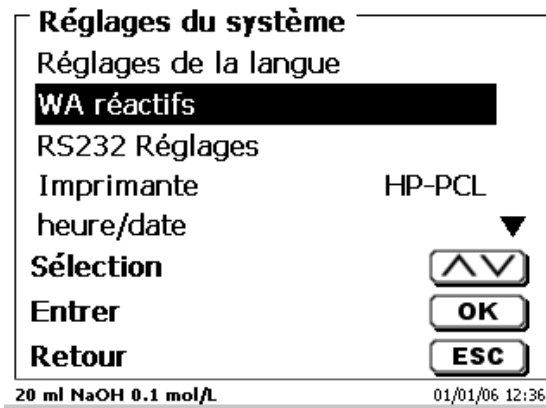 Réglages du système
Réglages de la langue
WA réactifs
RS232 Réglages
Imprimante HP-PCL
heure/date
Sélection
Entrer OK
Retour ESC
20 ml NaOH 0.1 mol/L 01/01/06 12:36